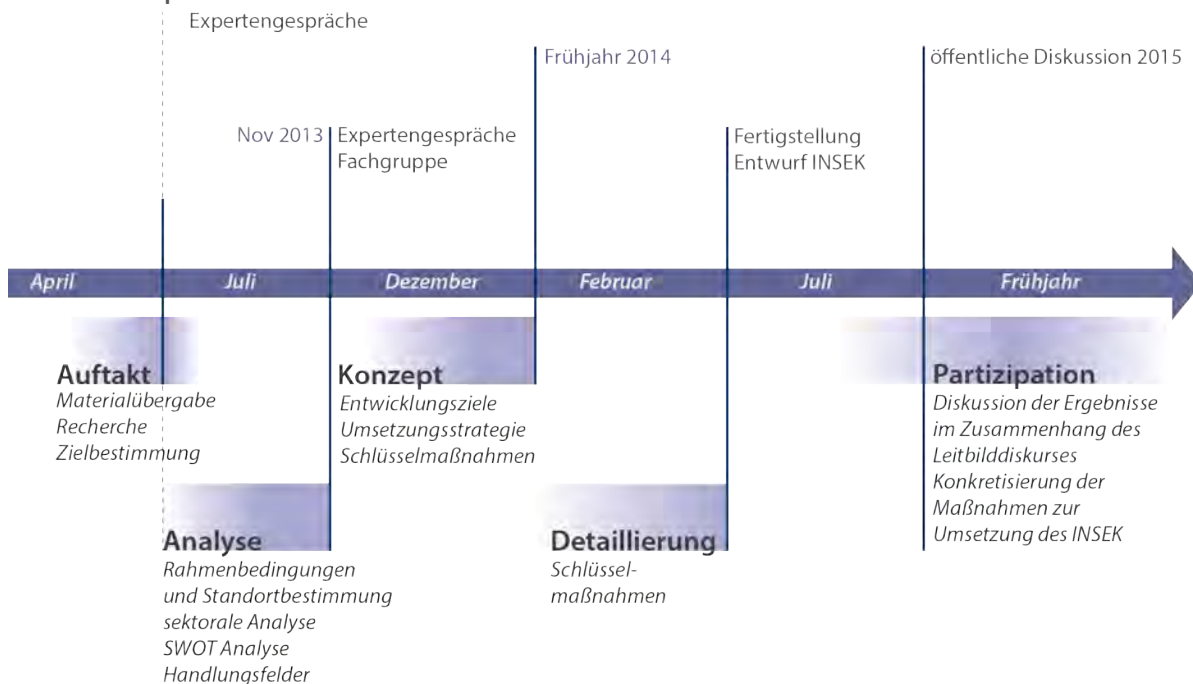 Expertengespräche
Frühjahr 2014
öffentliche Diskussion 2015
Nov 2013
Expertengespräche
Fachgruppe
Fertigstellung
Entwurf INSEK
April
Juli
Dezember
Februar
Juli
Frühjahr
Auftakt
Materialübergabe
Recherche
Zielbestimmung
Konzept
Entwicklungsziele
Umsetzungsstrategie
Schlüsselmaßnahmen
Partizipation
Diskussion der Ergebnisse
im Zusammenhang des
Leitbilddiskurses
Konkretisierung der
Maßnahmen zur
Umsetzung des INSEK
Analyse
Rahmenbedingungen
und Standortbestimmung
sektorale Analyse
SWOT Analyse
Handlungsfelder
Detaillierung
Schlüssel-
maßnahmen